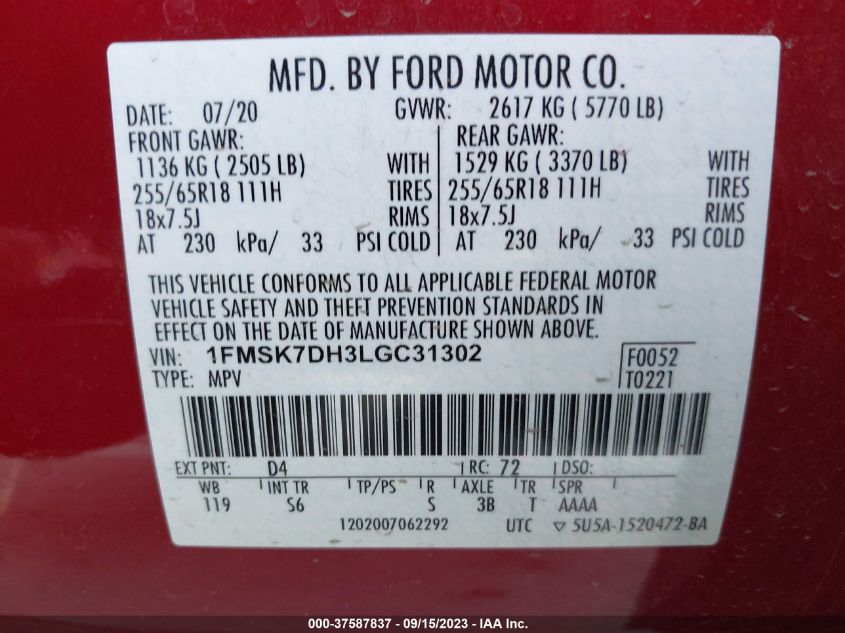 MFD. BY FORD MOTOR CO.
DATE: 07/20 GVWR: 2617 KG ( 5770 LB)
FRONT GAWR: REAR GAWR:
1136 KG ( 2505 LB) WITH 1529 KG ( 3370 LB) WITH
255/65R18 111H TIRES 255/65R18 111H TIRES
18x7.5J RIMS 18x7.5J RIMS
AT 230 kPa/ 33 PSI COLD AT 230 kPa/ 33 PSI COLD
THIS VEHICLE CONFORMS TO ALL APPLICABLE FEDERAL MOTOR
VEHICLE SAFETY AND THEFT PREVENTION STANDARDS IN
EFFECT ON THE DATE OF MANUFACTURE SHOWN ABOVE.
VIN: 1FMSK7DH3LGC31302 F0052
TYPE: MPV T0221
EXT PNT: D4 RC: 72 DSO:
WB INT TR TP/PS R AXLE TR SPR
119 S6 S 3B T AAAA
1202007062292 UTC ▽ 5U5A-1520472-BA
000-37587837 - 09/15/2023 - Copyright IAA, Inc.